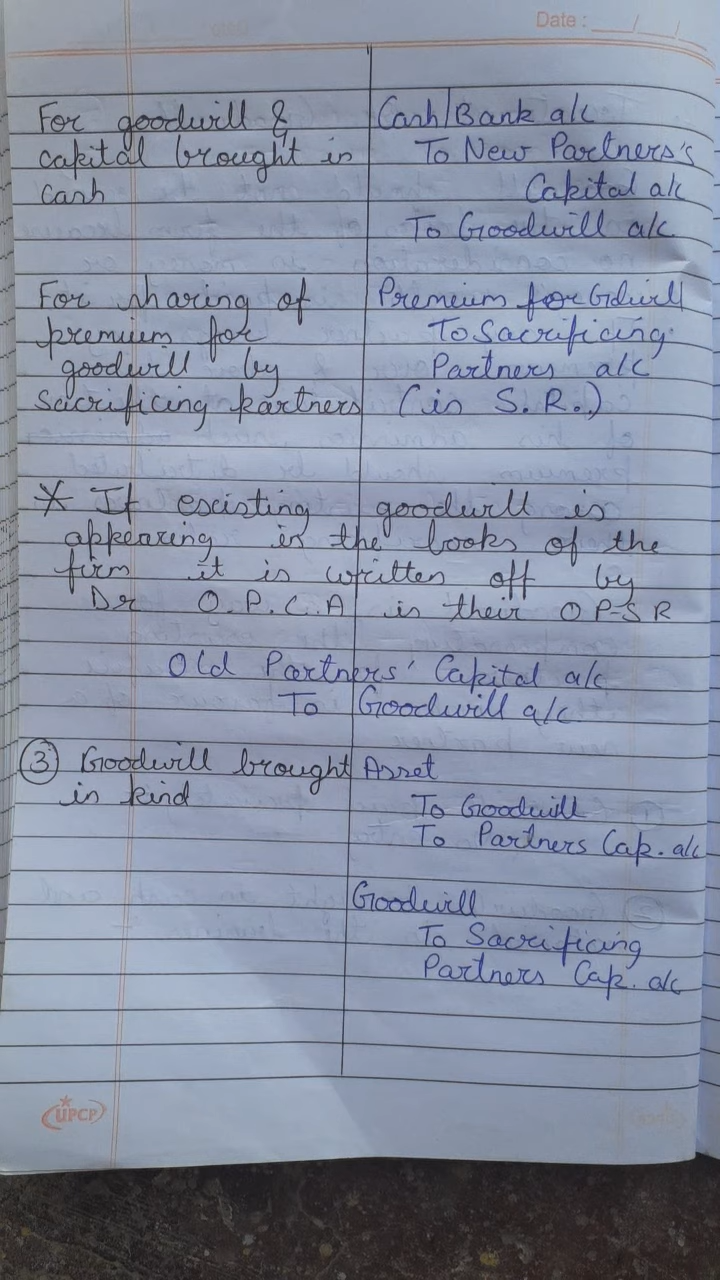 Date : __/__/__
For goodwill &
capital brought in
cash
Cash/Bank a/c
To New Partners's
Capital a/c
To Goodwill a/c
For sharing of
premium for
goodwill by
Sacrificing partners
Premium for Gdwill
To Sacrificing
Partners a/c
(in S.R.)
* If existing goodwill is
appearing in the books of the
firm it is written off by
Dr O.P.C.A in their O P-S R
Old Partners' Capital a/c
To Goodwill a/c
③ Goodwill brought
in kind
Asset
To Goodwill
To Partners Cap. a/c
Goodwill
To Sacrificing
Partners Cap. a/c
UPCP